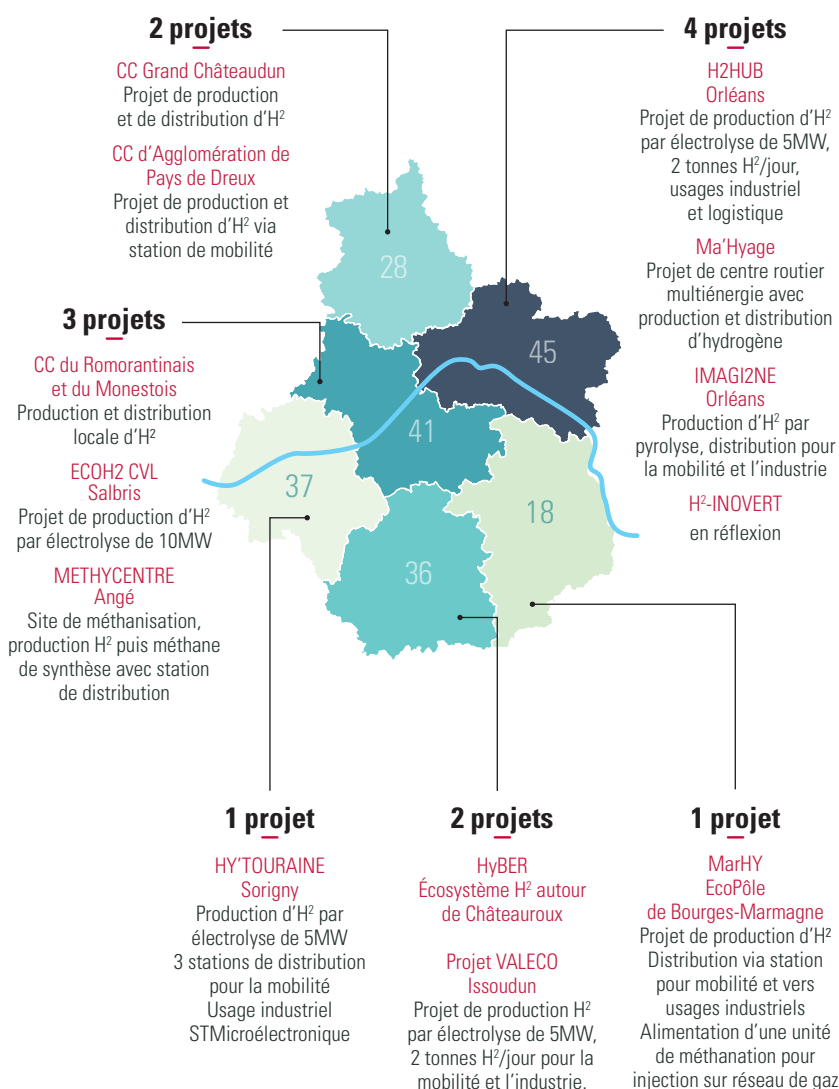 2 projets
CC Grand Châteaudun
Projet de production
et de distribution d'H²
CC d'Agglomération de
Pays de Dreux
Projet de production et
distribution d'H² via
station de mobilité
4 projets
H2HUB
Orléans
Projet de production d'H²
par électrolyse de 5MW,
2 tonnes H²/jour,
usages industriel
et logistique
Ma'Hyage
Projet de centre routier
multiénergie avec
production et distribution
d'hydrogène
IMAGI2NE
Orléans
Production d'H² par
pyrolyse, distribution pour
la mobilité et l'industrie
H²-INOVERT
en réflexion
3 projets
CC du Romorantinais
et du Monestois
Production et distribution
locale d'H²
ECOH2 CVL
Salbris
Projet de production d'H²
par électrolyse de 10MW
METHYCENTRE
Angé
Site de méthanisation,
production H² puis méthane
de synthèse avec station
de distribution
28
45
41
37
18
36
1 projet
HY'TOURAINE
Sorigny
Production d'H² par
électrolyse de 5MW
3 stations de distribution
pour la mobilité
Usage industriel
STMicroélectronique
2 projets
HyBER
Écosystème H² autour
de Châteauroux
Projet VALECO
Issoudun
Projet de production H²
par électrolyse de 5MW,
2 tonnes H²/jour pour la
mobilité et l'industrie.
1 projet
MarHY
EcoPôle
de Bourges-Marmagne
Projet de production d'H²
Distribution via station
pour mobilité et vers
usages industriels
Alimentation d'une unité
de méthanation pour
injection sur réseau de gaz